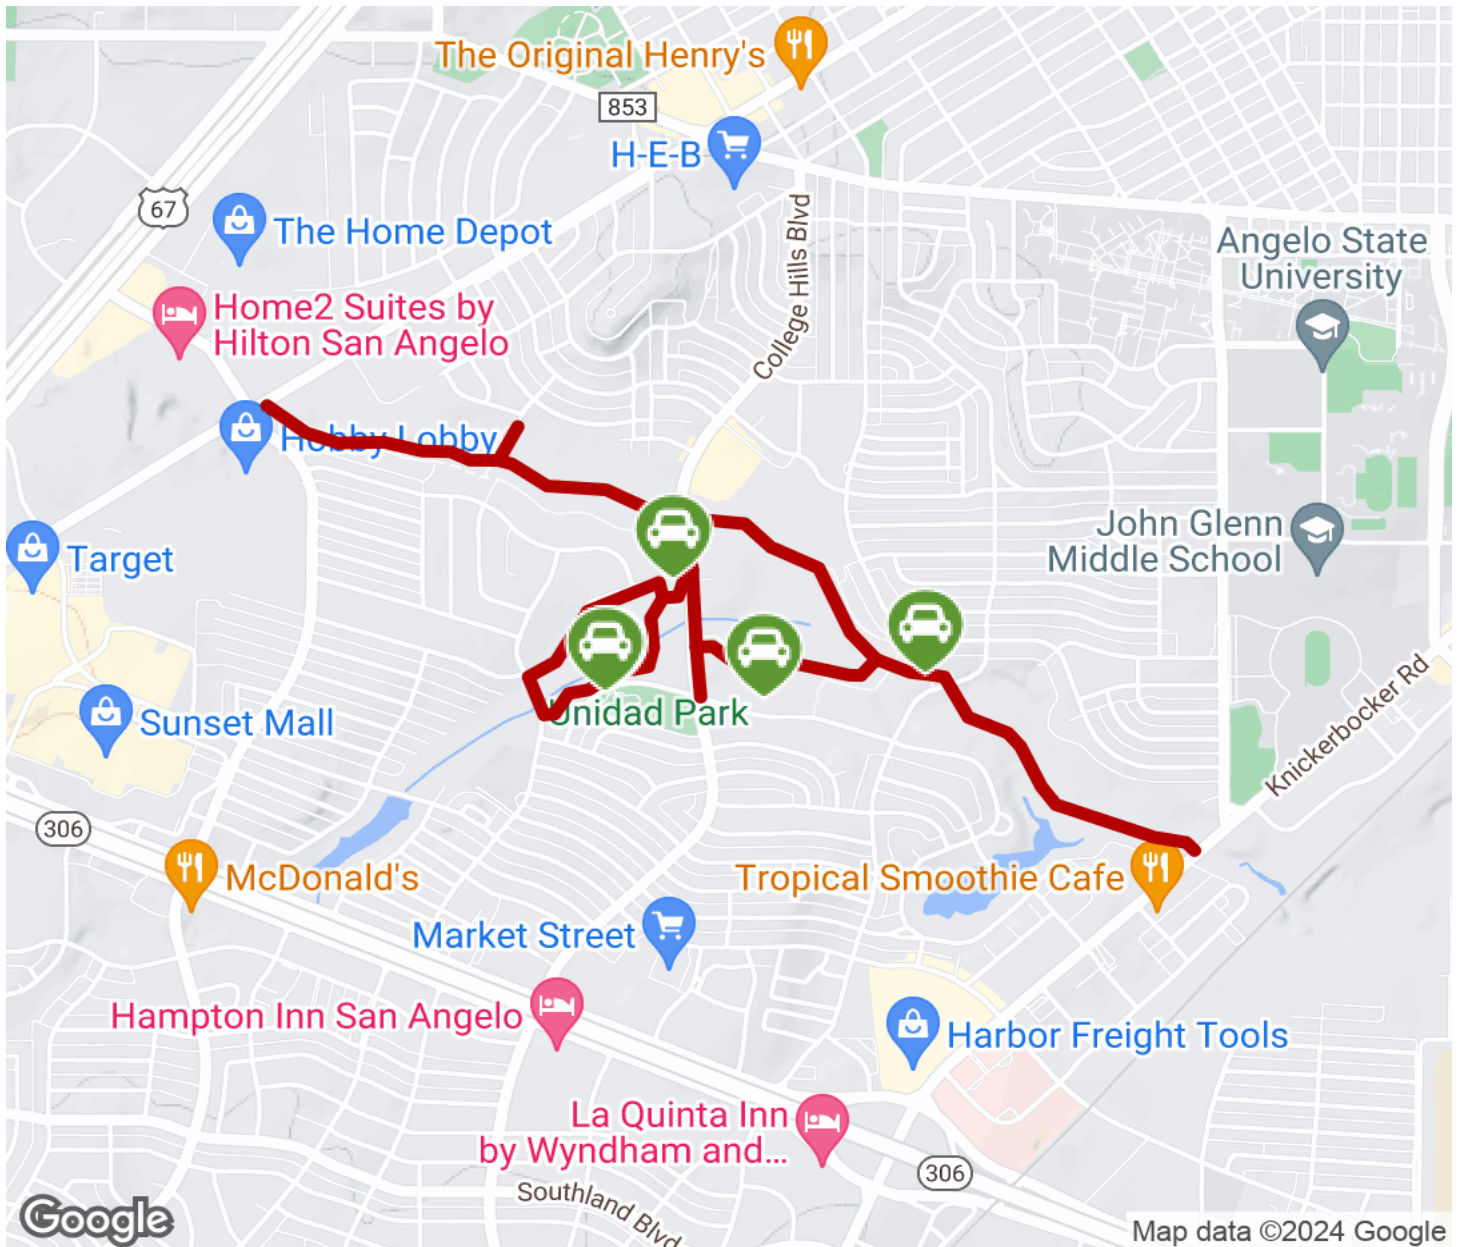 The Original Henry's
853
H-E-B
67
The Home Depot
College Hills Blvd
Angelo State
University
Home2 Suites by
Hilton San Angelo
Hobby Lobby
Target
John Glenn
Middle School
Unidad Park
Sunset Mall
Knickerbocker Rd
306
McDonald's
Tropical Smoothie Cafe
Market Street
Hampton Inn San Angelo
Harbor Freight Tools
La Quinta Inn
by Wyndham and...
306
Southland Blvd
Google
Map data ©2024 Google